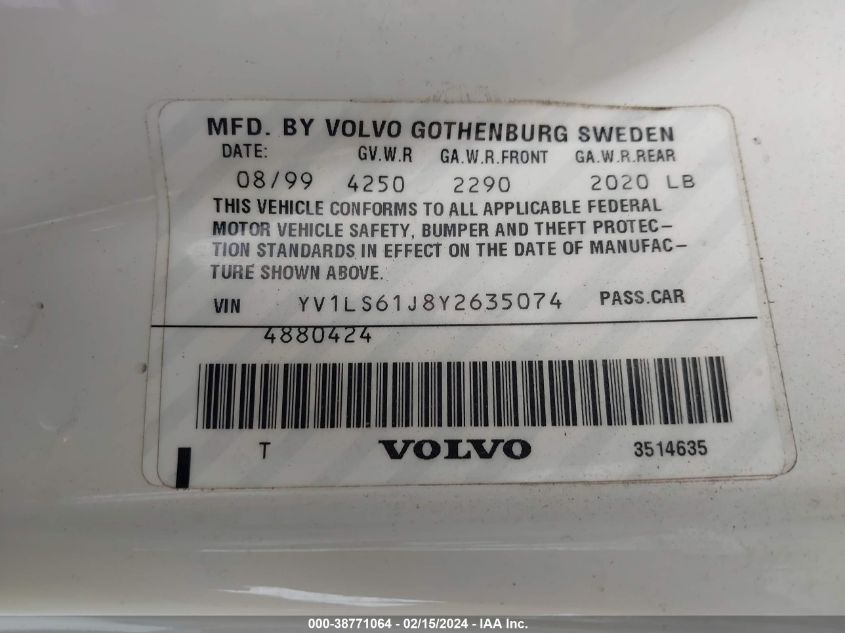 MFD. BY VOLVO GOTHENBURG SWEDEN
DATE: GV.W.R GA.W.R.FRONT GA.W.R.REAR
08/99 4250 2290 2020 LB
THIS VEHICLE CONFORMS TO ALL APPLICABLE FEDERAL
MOTOR VEHICLE SAFETY, BUMPER AND THEFT PROTEC-
TION STANDARDS IN EFFECT ON THE DATE OF MANUFAC-
TURE SHOWN ABOVE.
VIN YV1LS61J8Y2635074 PASS.CAR
4880424
T VOLVO 3514635
000-38771064 - 02/15/2024 - IAA Inc.